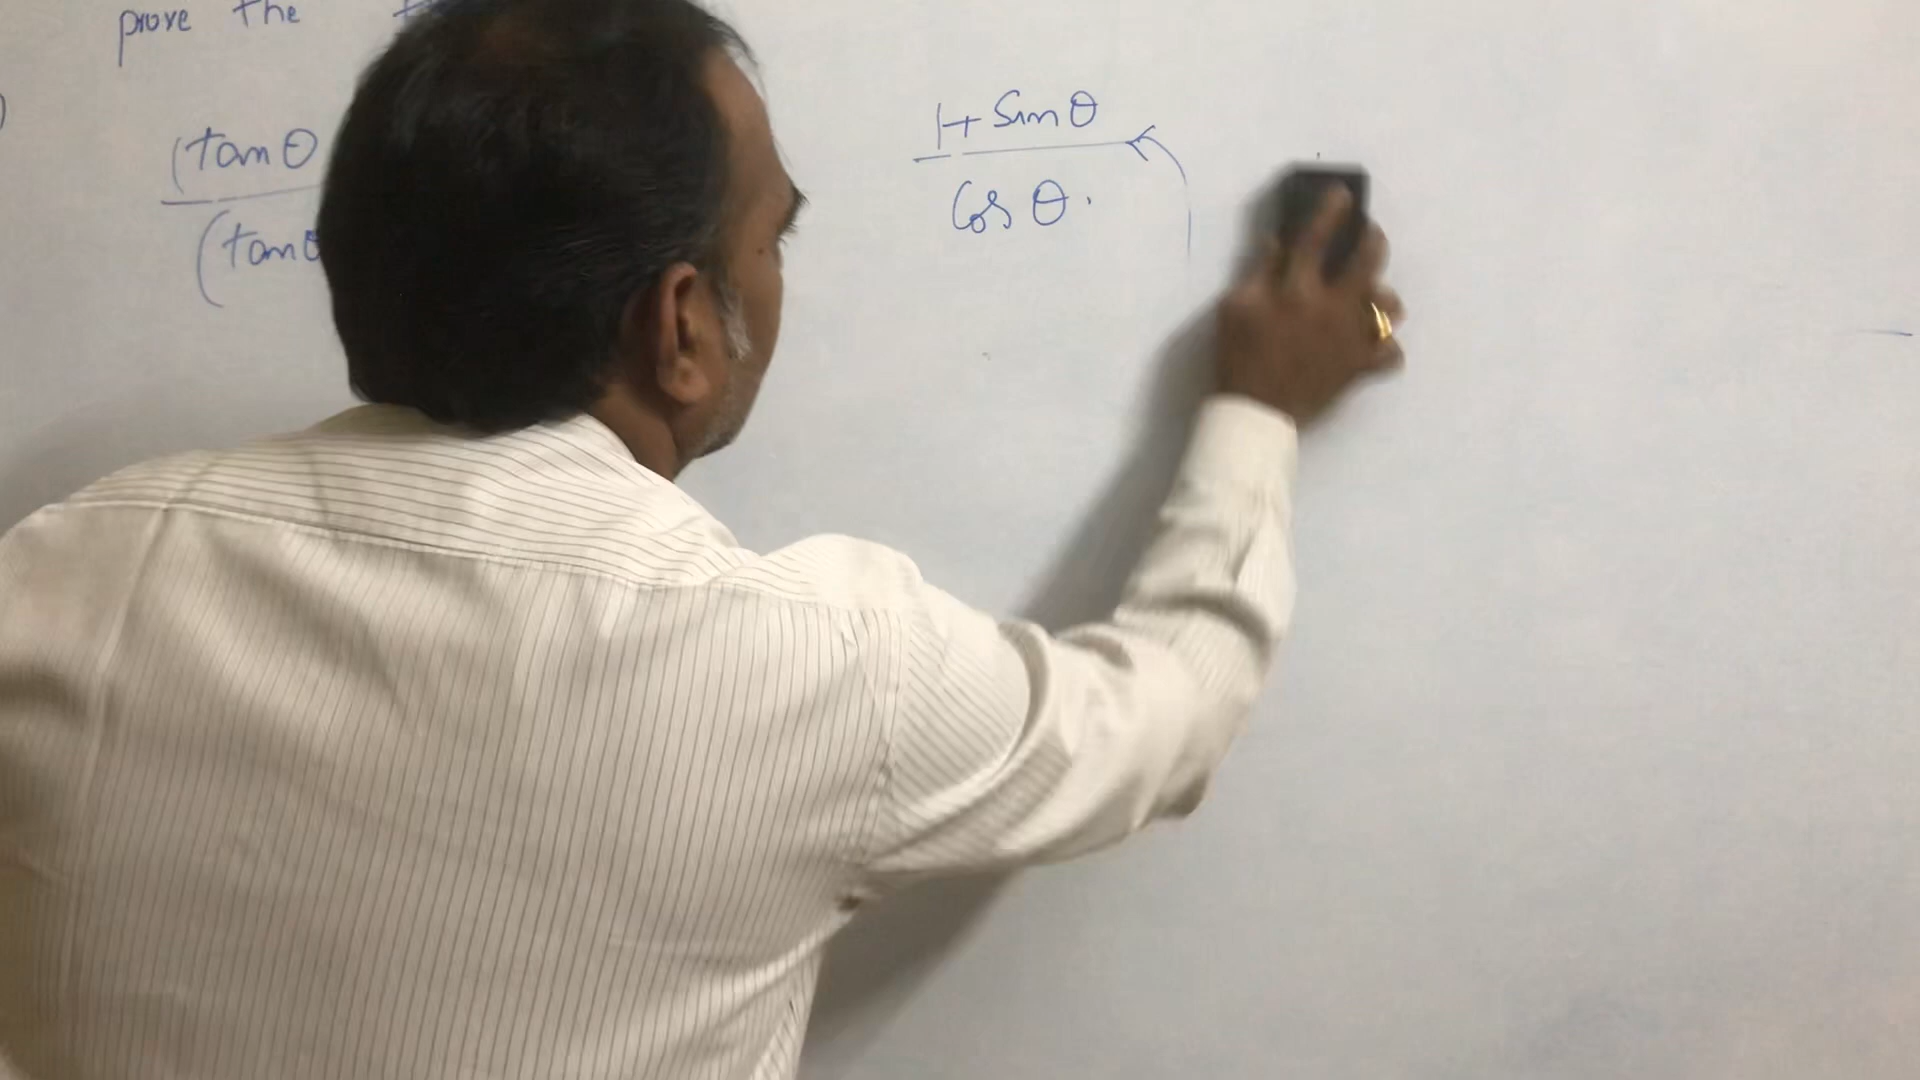 prove the
)
(tan θ
(tan θ
1 + Sin θ
Cos θ.